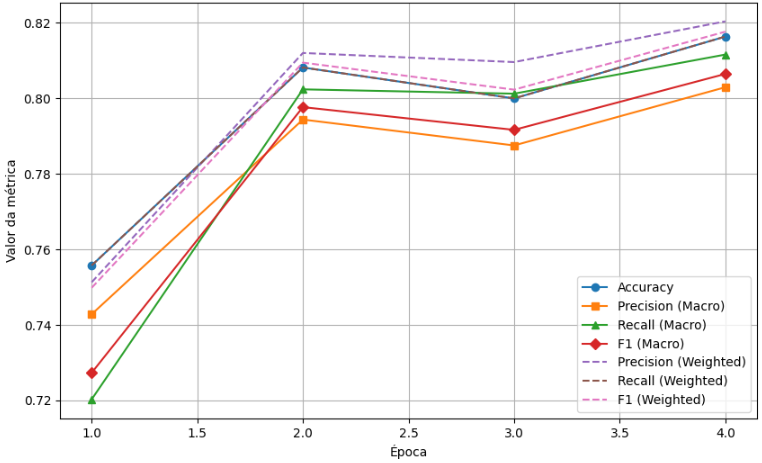 0.82
0.80
0.78
0.76
0.74
0.72
Valor da métrica
1.0 1.5 2.0 2.5 3.0 3.5 4.0
Época
Accuracy
Precision (Macro)
Recall (Macro)
F1 (Macro)
Precision (Weighted)
Recall (Weighted)
F1 (Weighted)